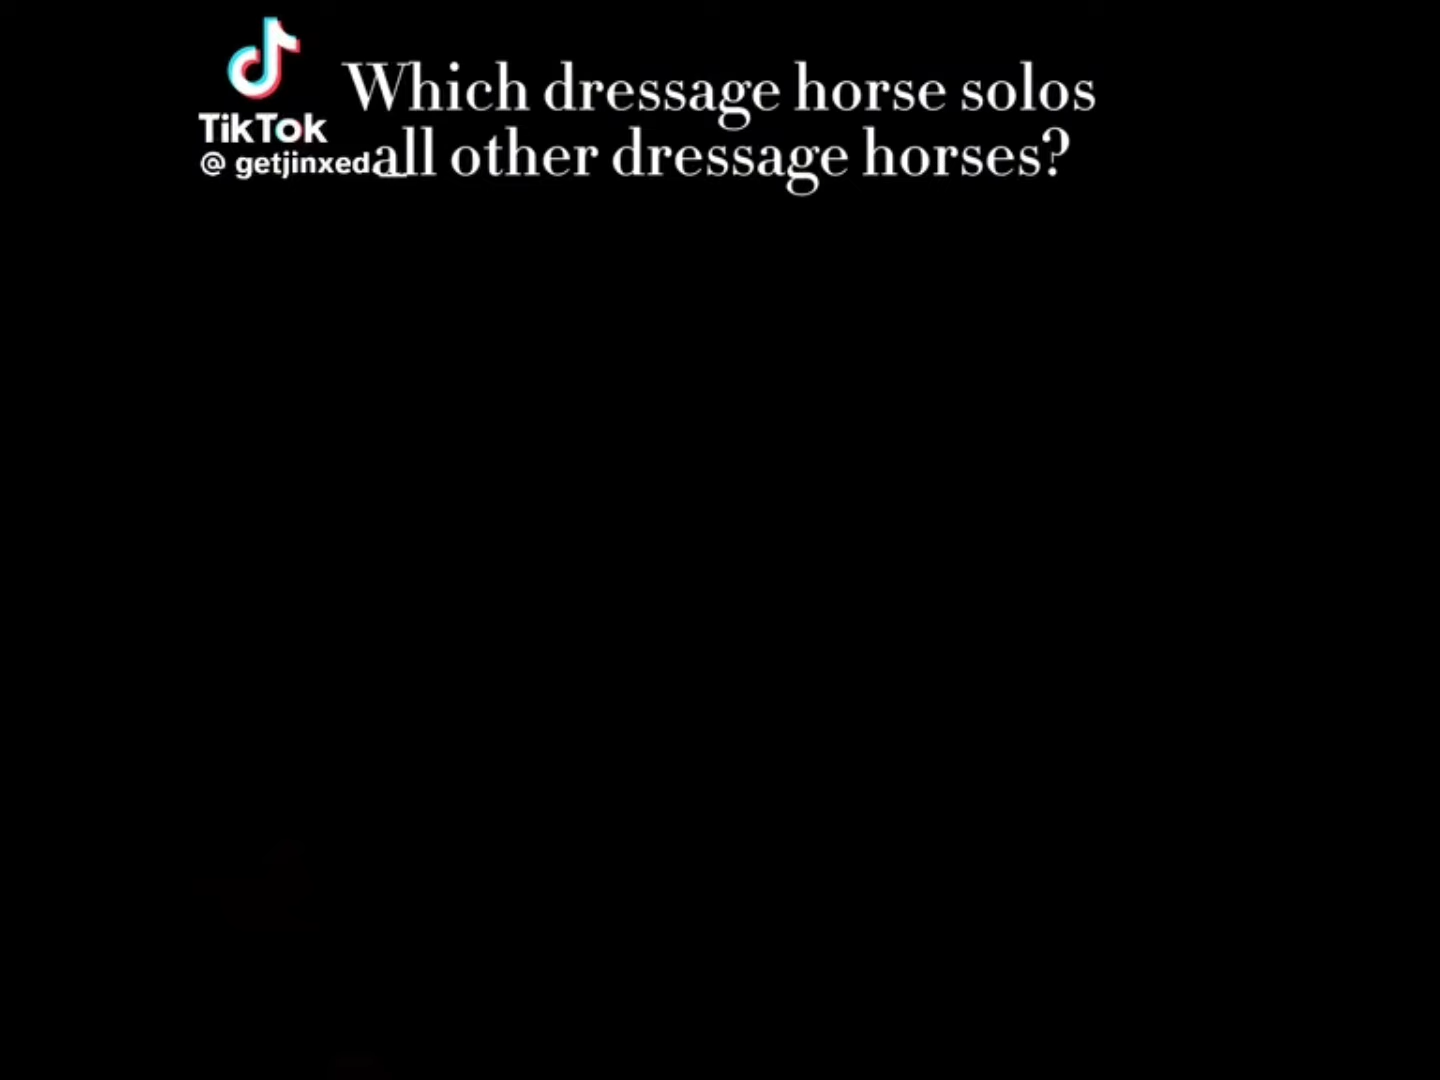 TikTok
@ getjinxed._
Which dressage horse solos
all other dressage horses?